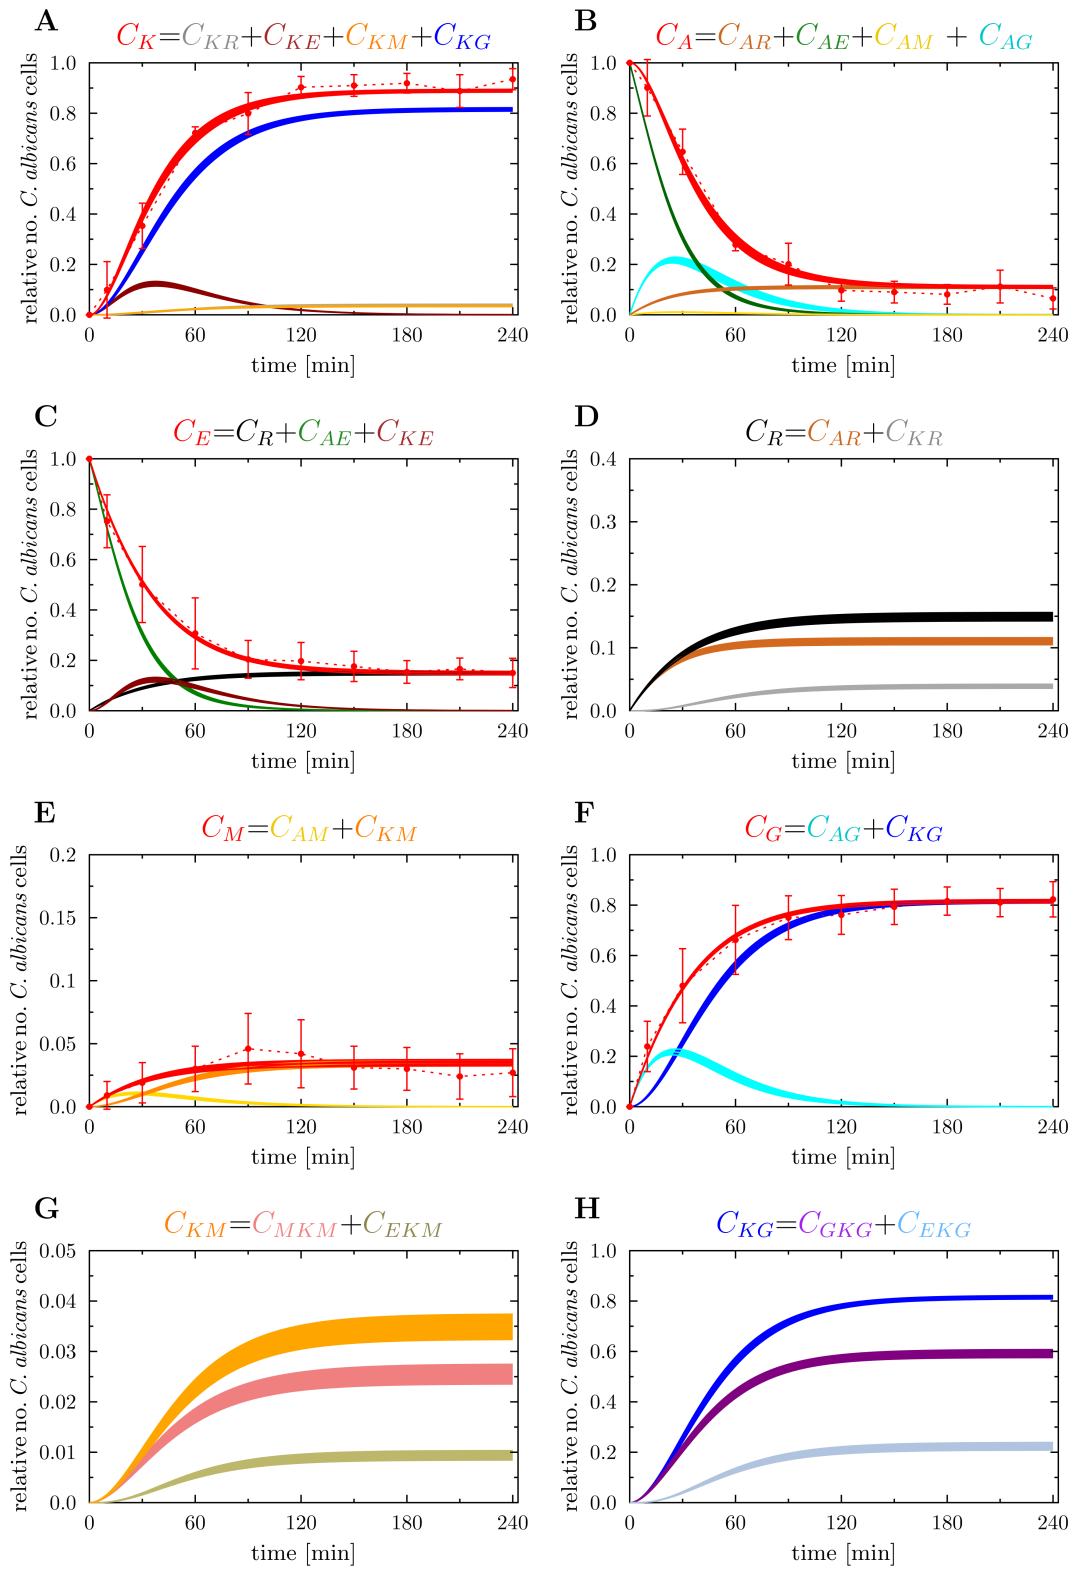 A
C_K=C_KR+C_KE+C_KM+C_KG
relative no. C. albicans cells
1.0
0.8
0.6
0.4
0.2
0.0
0 60 120 180 240
time [min]
B
C_A=C_AR+C_AE+C_AM + C_AG
relative no. C. albicans cells
1.0
0.8
0.6
0.4
0.2
0.0
0 60 120 180 240
time [min]
C
C_E=C_R+C_AE+C_KE
relative no. C. albicans cells
1.0
0.8
0.6
0.4
0.2
0.0
0 60 120 180 240
time [min]
D
C_R=C_AR+C_KR
relative no. C. albicans cells
0.4
0.3
0.2
0.1
0.0
0 60 120 180 240
time [min]
E
C_M=C_AM+C_KM
relative no. C. albicans cells
0.2
0.15
0.1
0.05
0.0
0 60 120 180 240
time [min]
F
C_G=C_AG+C_KG
relative no. C. albicans cells
1.0
0.8
0.6
0.4
0.2
0.0
0 60 120 180 240
time [min]
G
C_KM=C_MKM+C_EKM
relative no. C. albicans cells
0.05
0.04
0.03
0.02
0.01
0.0
0 60 120 180 240
time [min]
H
C_KG=C_GKG+C_EKG
relative no. C. albicans cells
1.0
0.8
0.6
0.4
0.2
0.0
0 60 120 180 240
time [min]